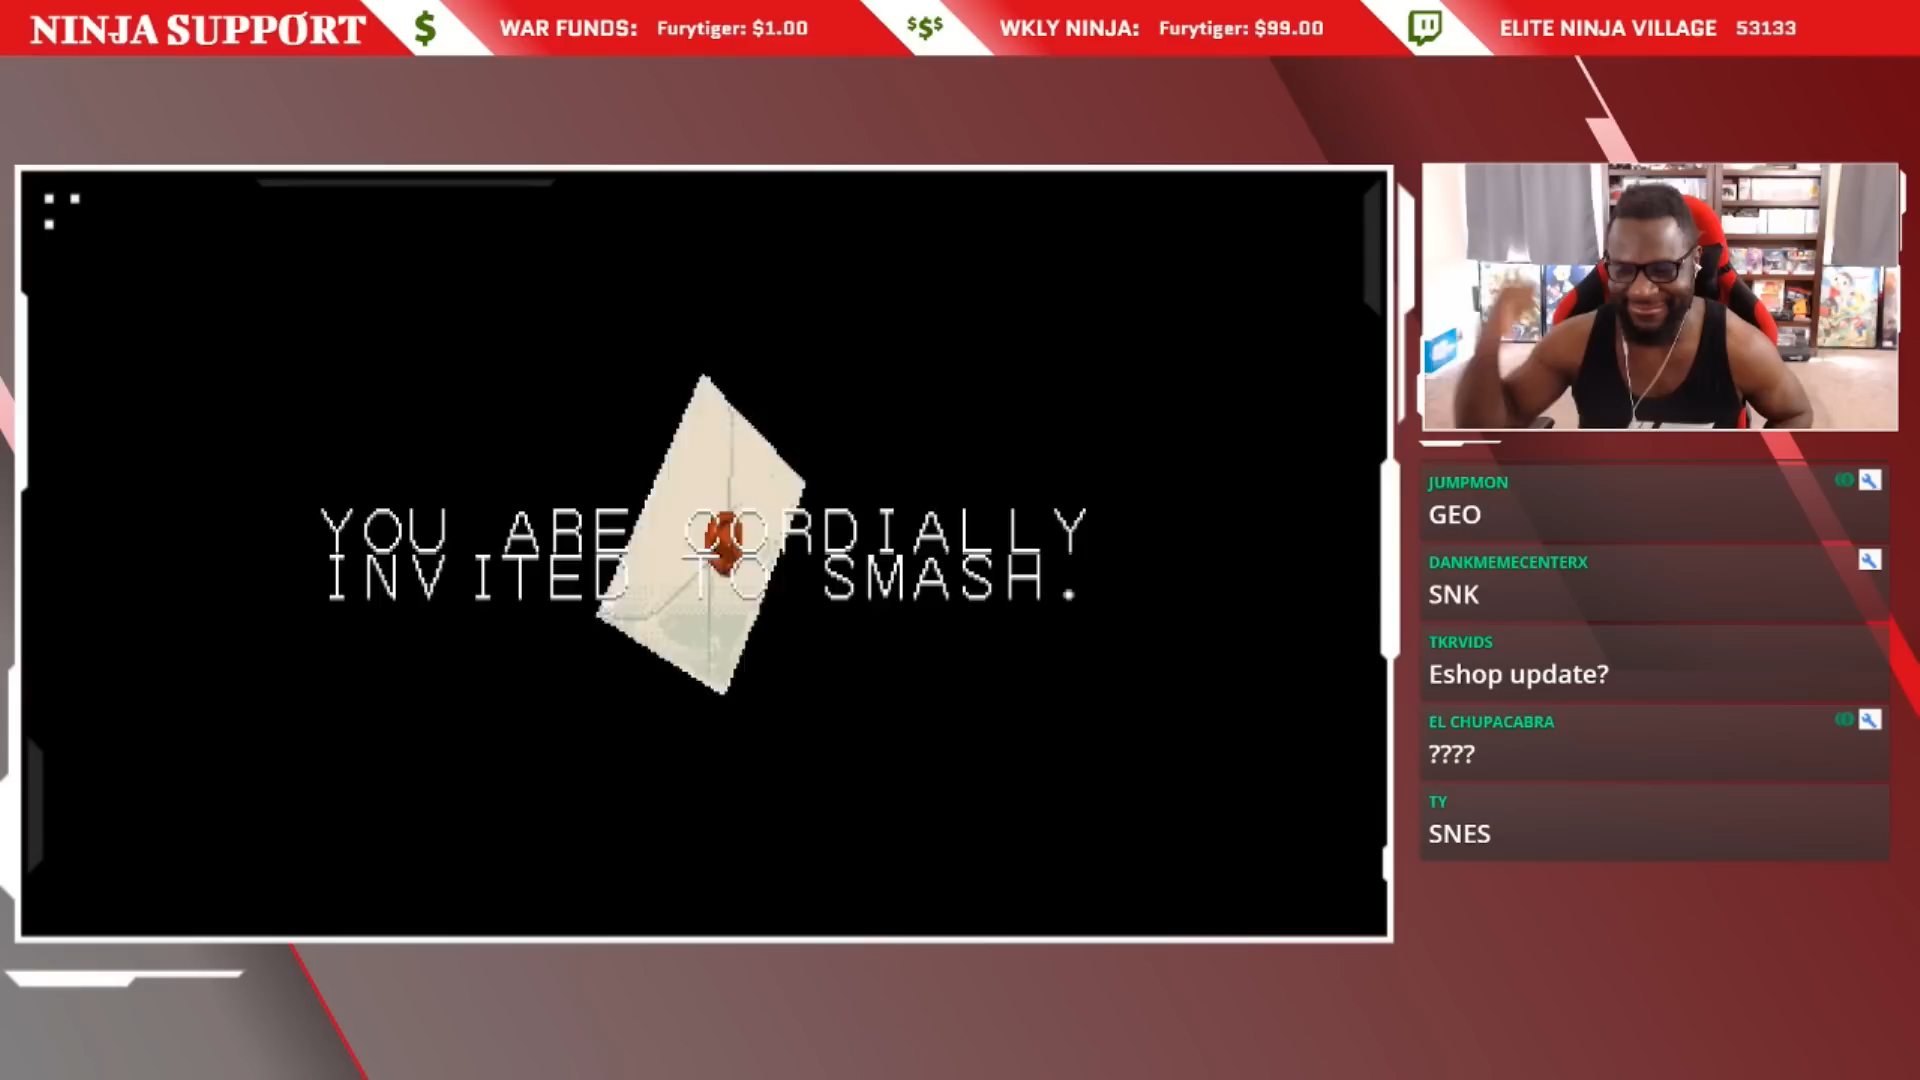 NINJA SUPPORT
$
WAR FUNDS: Furytiger: $1.00
$$$
WKLY NINJA: Furytiger: $99.00
ELITE NINJA VILLAGE 53133
YOU ARE CORDIALLY
INVITED TO SMASH.
JUMPMON
GEO
DANKMEMECENTERX
SNK
TKRVIDS
Eshop update?
EL CHUPACABRA
????
TY
SNES